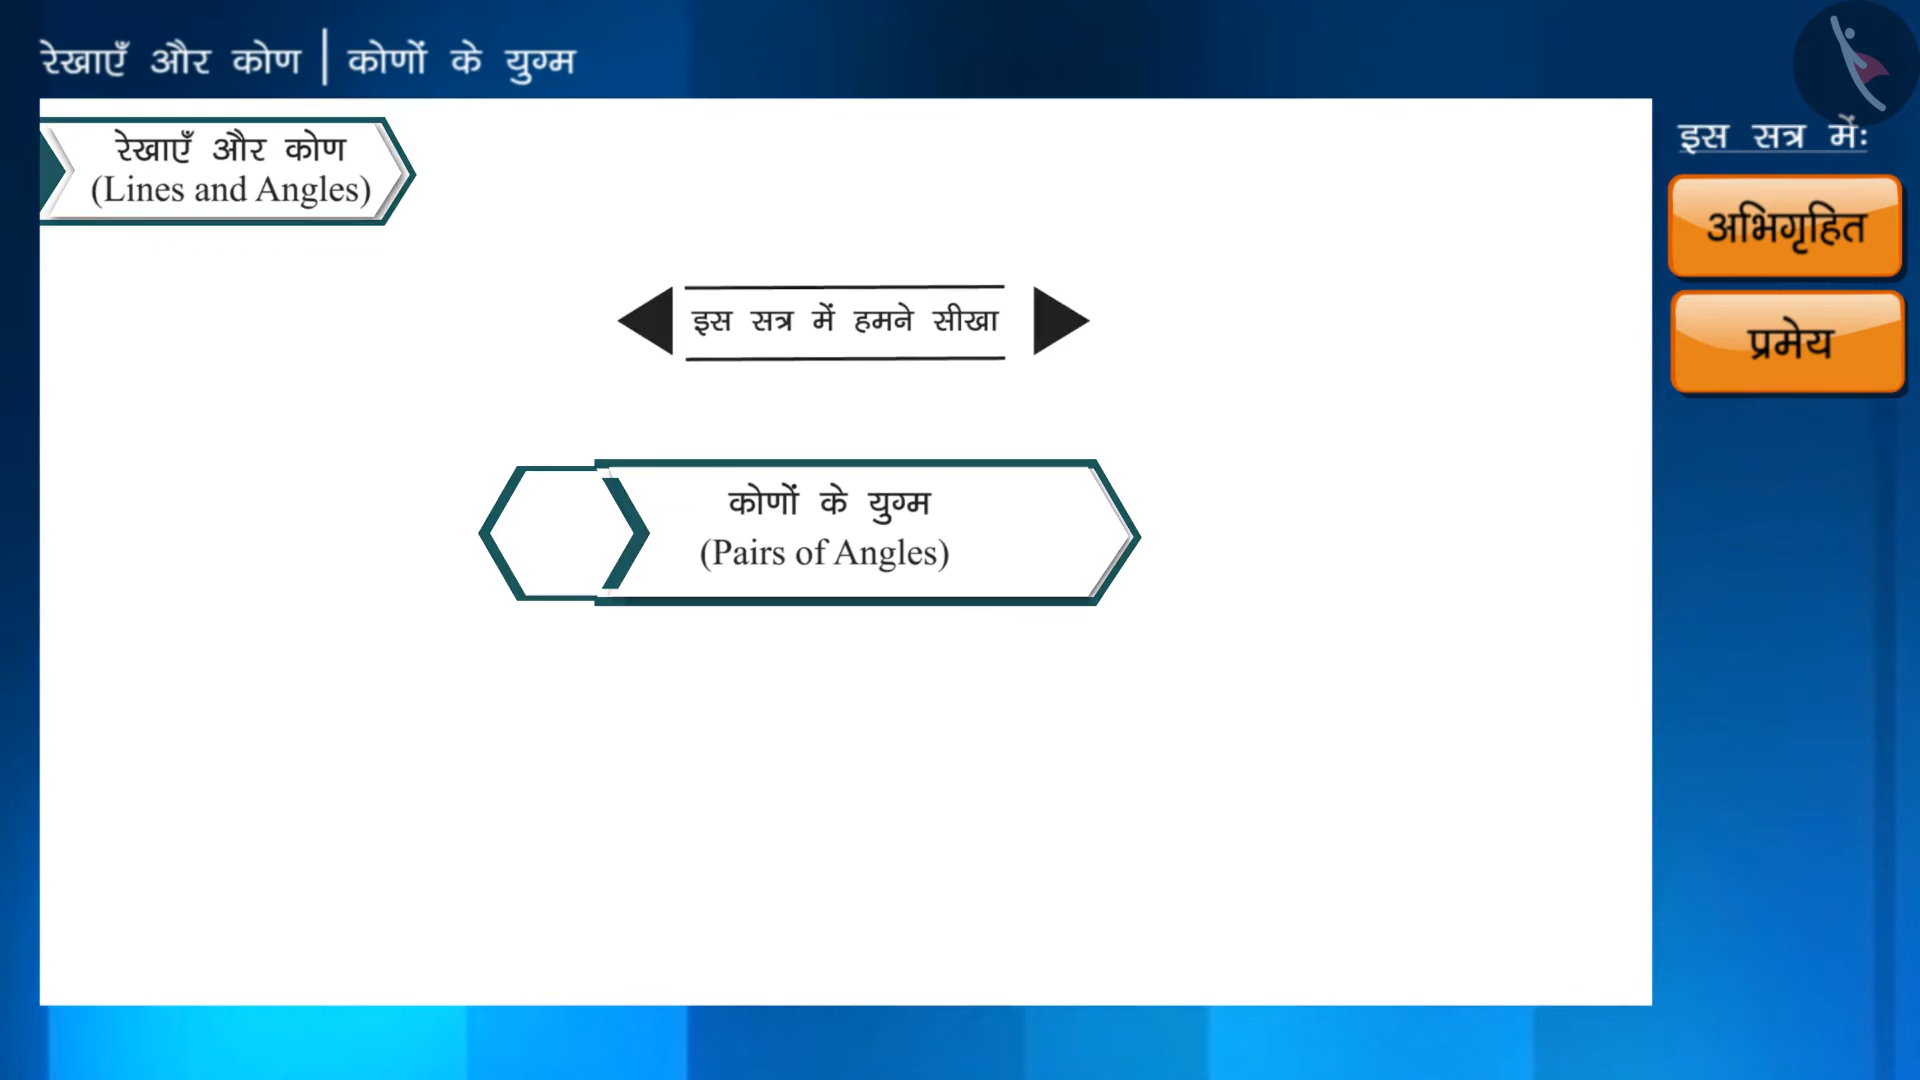 रेखाएँ और कोण | कोणों के युग्म
रेखाएँ और कोण
(Lines and Angles)
इस सत्र में हमने सीखा
कोणों के युग्म
(Pairs of Angles)
इस सत्र में:
अभिगृहित
प्रमेय